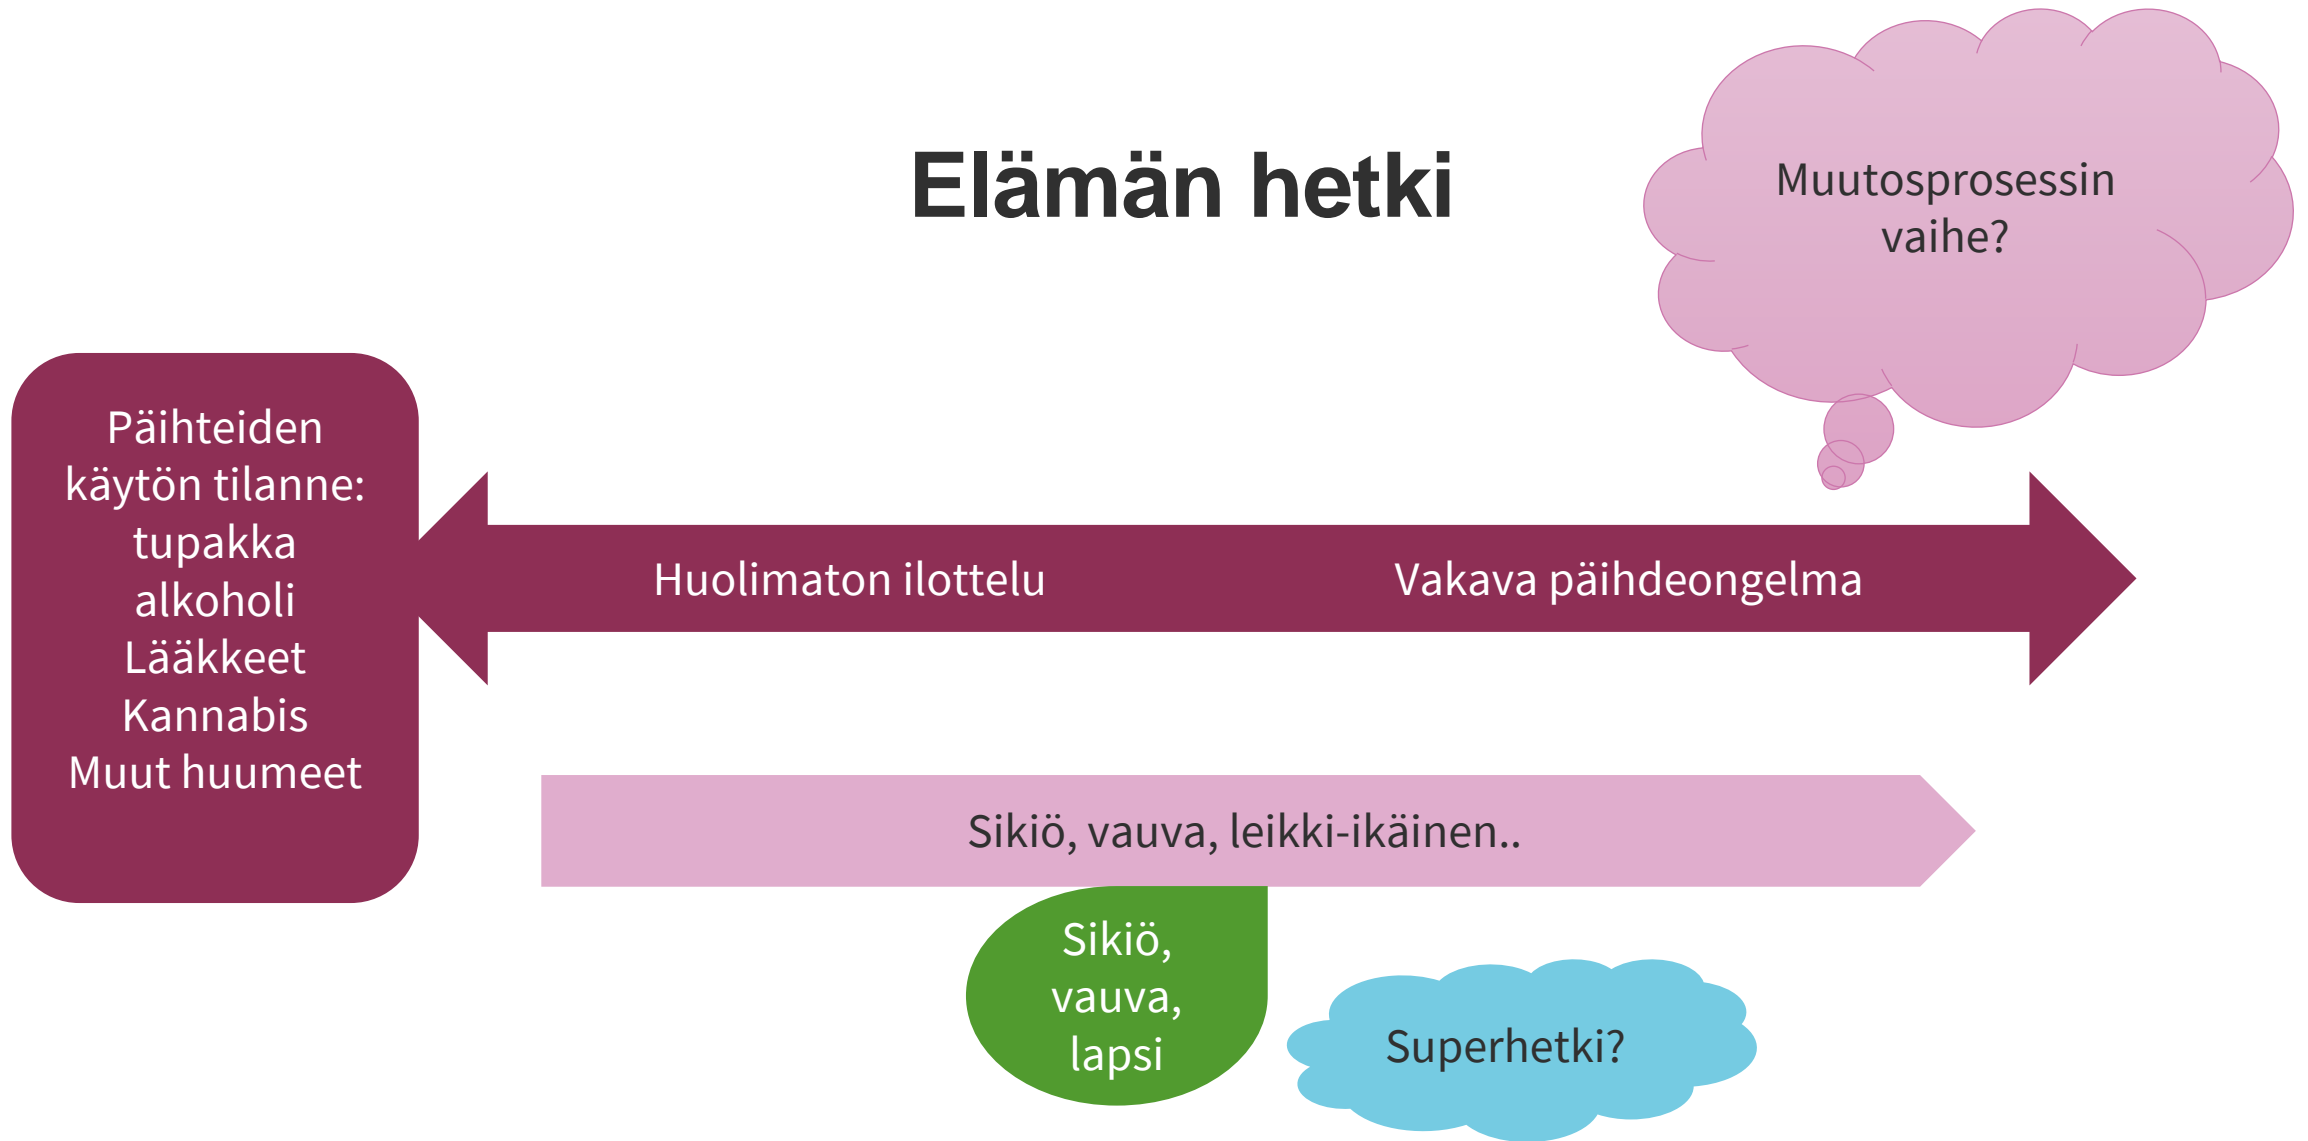 Elämän hetki
Muutosprosessin
vaihe?
Päihteiden
käytön tilanne:
tupakka
alkoholi
Lääkkeet
Kannabis
Muut huumeet
Huolimaton ilottelu
Vakava päihdeongelma
Sikiö, vauva, leikki-ikäinen..
Sikiö,
vauva,
lapsi
Superhetki?